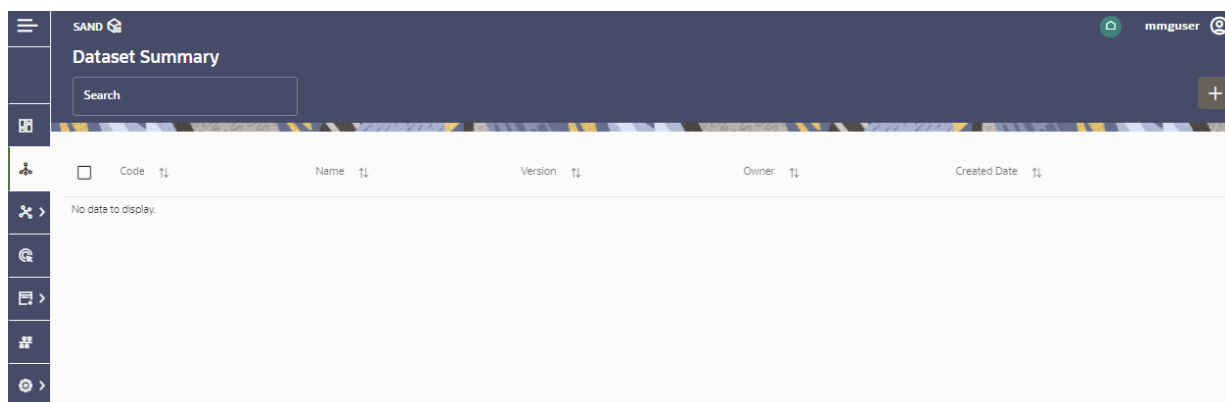 SAND
mmguser
Dataset Summary
Search
Code
Name
Version
Owner
Created Date
No data to display.